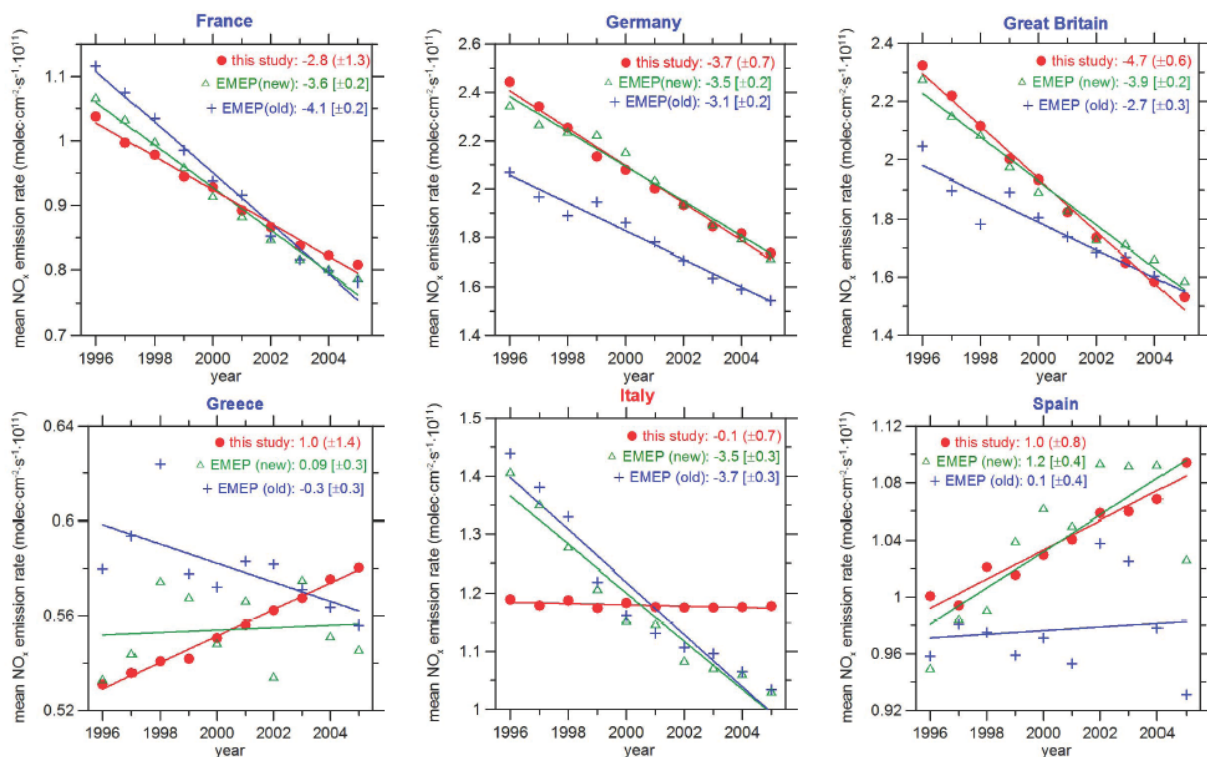 France
this study: -2.8 (±1.3)
EMEP(new): -3.6 [±0.2]
EMEP(old): -4.1 [±0.2]
mean NOx emission rate (molec·cm⁻²·s⁻¹·10¹¹)
1.1
1
0.9
0.8
0.7
1996 1998 2000 2002 2004
year
Germany
this study: -3.7 (±0.7)
EMEP(new): -3.5 [±0.2]
EMEP(old): -3.1 [±0.2]
mean NOx emission rate (molec·cm⁻²·s⁻¹·10¹¹)
2.6
2.4
2.2
2
1.8
1.6
1.4
1996 1998 2000 2002 2004
year
Great Britain
this study: -4.7 (±0.6)
EMEP(new): -3.9 [±0.2]
EMEP(old): -2.7 [±0.3]
mean NOx emission rate (molec·cm⁻²·s⁻¹·10¹¹)
2.4
2.2
2
1.8
1.6
1.4
1996 1998 2000 2002 2004
year
Greece
this study: 1.0 (±1.4)
EMEP (new): 0.09 [±0.3]
EMEP (old): -0.3 [±0.3]
mean NOx emission rate (molec·cm⁻²·s⁻¹·10¹¹)
0.64
0.6
0.56
0.52
1996 1998 2000 2002 2004
year
Italy
this study: -0.1 (±0.7)
EMEP (new): -3.5 [±0.3]
EMEP (old): -3.7 [±0.3]
mean NOx emission rate (molec·cm⁻²·s⁻¹·10¹¹)
1.5
1.4
1.3
1.2
1.1
1
1996 1998 2000 2002 2004
year
Spain
this study: 1.0 (±0.8)
EMEP (new): 1.2 [±0.4]
EMEP (old): 0.1 [±0.4]
mean NOx emission rate (molec·cm⁻²·s⁻¹·10¹¹)
1.12
1.08
1.04
1.00
0.96
0.92
1996 1998 2000 2002 2004
year